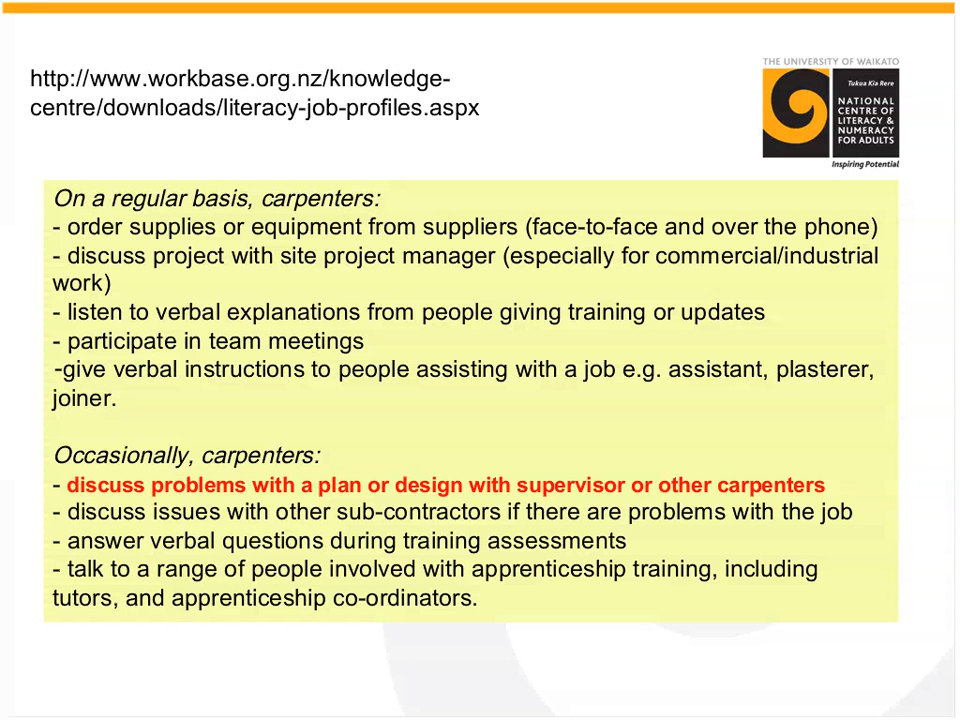 http://www.workbase.org.nz/knowledge-
centre/downloads/literacy-job-profiles.aspx
THE UNIVERSITY OF WAIKATO
Tukua Kia Rere
NATIONAL
CENTRE OF
LITERACY &
NUMERACY
FOR ADULTS
Inspiring Potential
On a regular basis, carpenters:
- order supplies or equipment from suppliers (face-to-face and over the phone)
- discuss project with site project manager (especially for commercial/industrial
work)
- listen to verbal explanations from people giving training or updates
- participate in team meetings
-give verbal instructions to people assisting with a job e.g. assistant, plasterer,
joiner.
Occasionally, carpenters:
- discuss problems with a plan or design with supervisor or other carpenters
- discuss issues with other sub-contractors if there are problems with the job
- answer verbal questions during training assessments
- talk to a range of people involved with apprenticeship training, including
tutors, and apprenticeship co-ordinators.